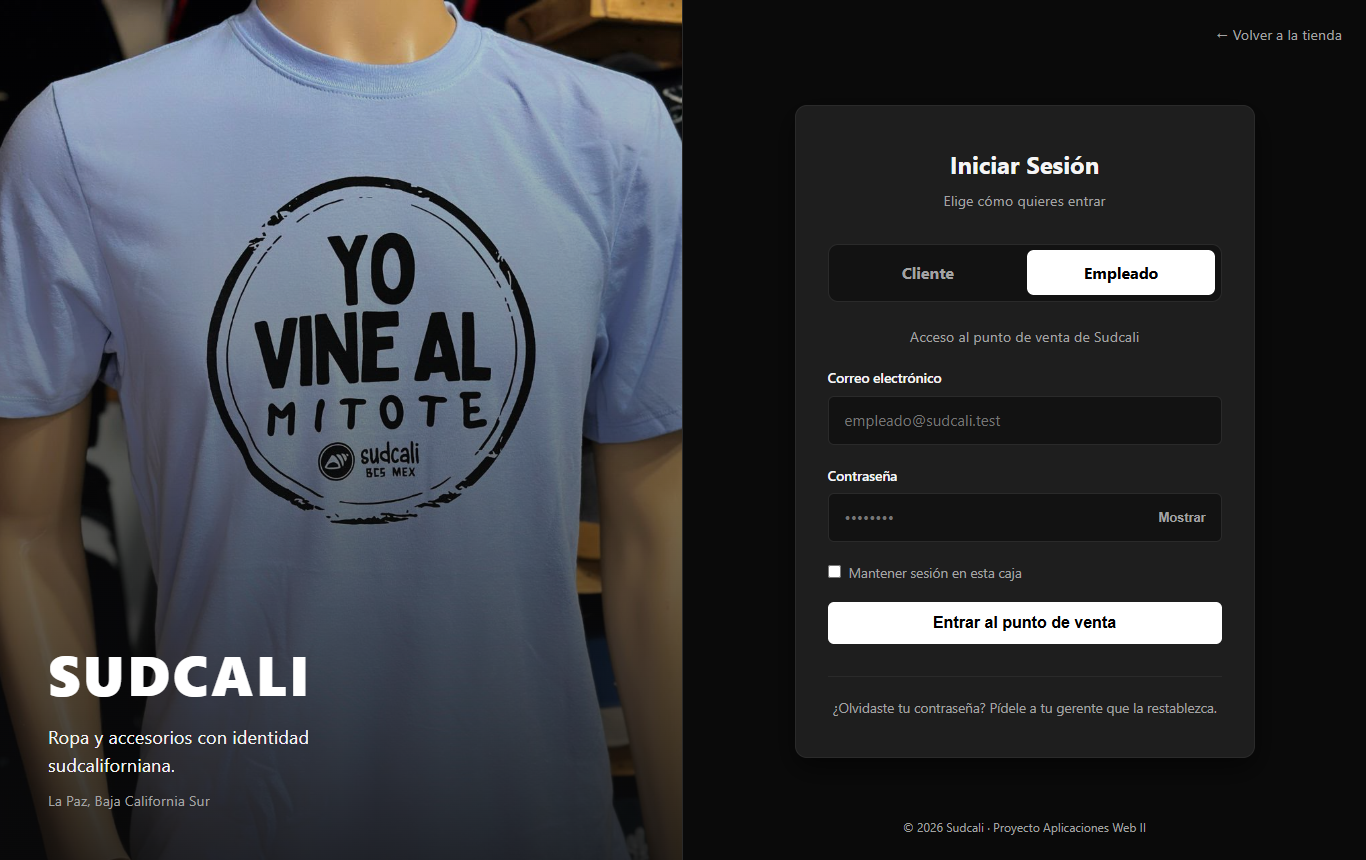 YO
VINE AL
MITOTE
sudcali
BCS MEX
SUDCALI
Ropa y accesorios con identidad
sudcaliforniana.
La Paz, Baja California Sur
← Volver a la tienda
Iniciar Sesión
Elige cómo quieres entrar
Cliente
Empleado
Acceso al punto de venta de Sudcali
Correo electrónico
empleado@sudcali.test
Contraseña
••••••••
Mostrar
Mantener sesión en esta caja
Entrar al punto de venta
¿Olvidaste tu contraseña? Pídele a tu gerente que la restablezca.
© 2026 Sudcali · Proyecto Aplicaciones Web II